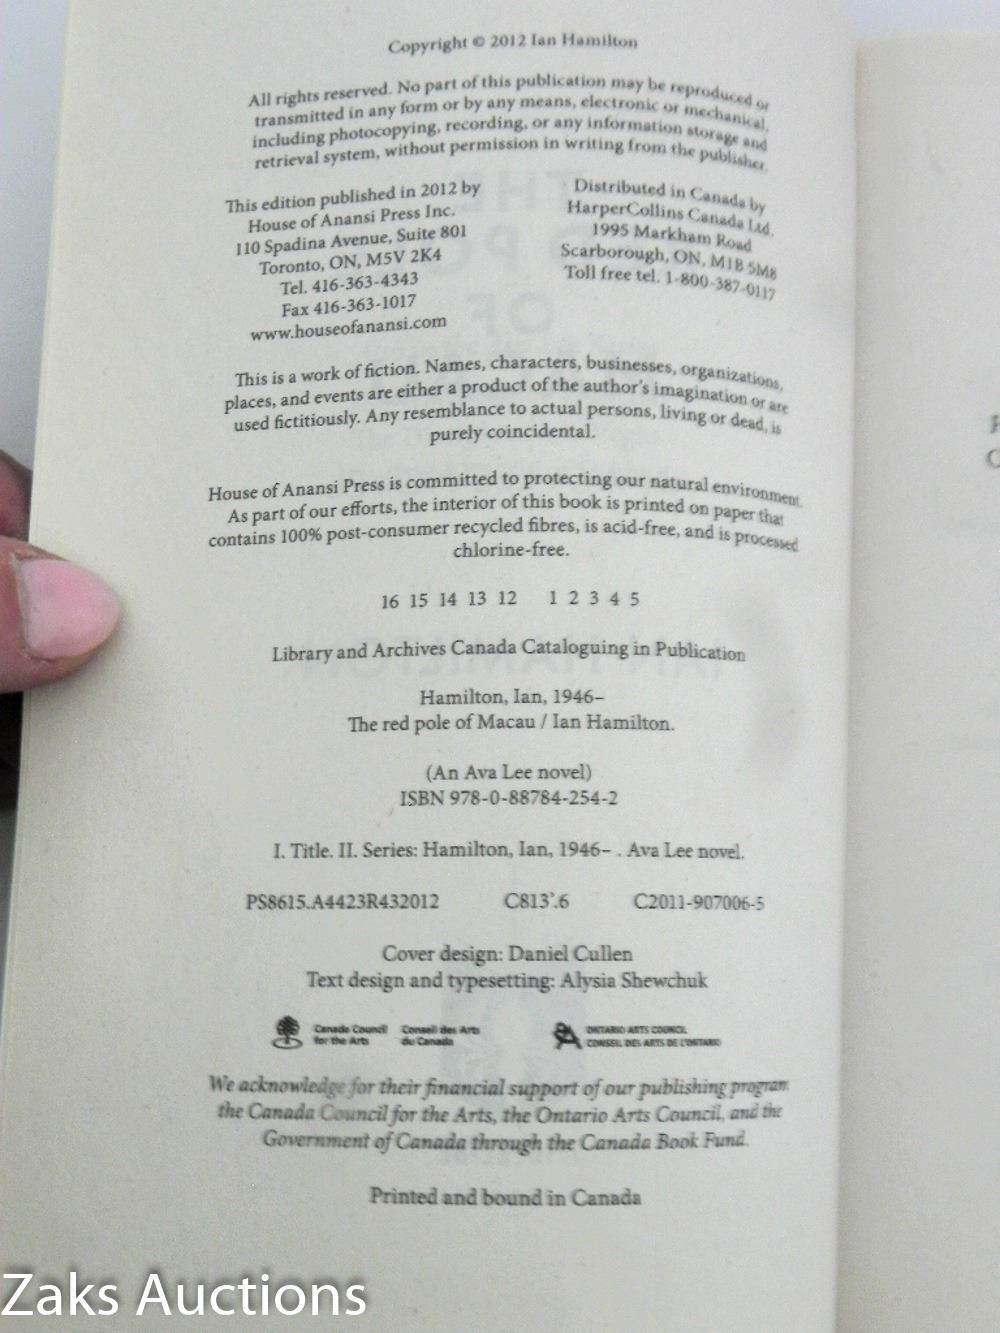 Copyright © 2012 Ian Hamilton
All rights reserved. No part of this publication may be reproduced or
transmitted in any form or by any means, electronic or mechanical,
including photocopying, recording, or any information storage and
retrieval system, without permission in writing from the publisher.
This edition published in 2012 by
House of Anansi Press Inc.
110 Spadina Avenue, Suite 801
Toronto, ON, M5V 2K4
Tel. 416-363-4343
Fax 416-363-1017
www.houseofanansi.com
Distributed in Canada by
HarperCollins Canada Ltd.
1995 Markham Road
Scarborough, ON, M1B 5M8
Toll free tel. 1-800-387-0117
This is a work of fiction. Names, characters, businesses, organizations,
places, and events are either a product of the author's imagination or are
used fictitiously. Any resemblance to actual persons, living or dead, is
purely coincidental.
House of Anansi Press is committed to protecting our natural environment.
As part of our efforts, the interior of this book is printed on paper that
contains 100% post-consumer recycled fibres, is acid-free, and is processed
chlorine-free.
16 15 14 13 12 1 2 3 4 5
Library and Archives Canada Cataloguing in Publication
Hamilton, Ian, 1946–
The red pole of Macau / Ian Hamilton.
(An Ava Lee novel)
ISBN 978-0-88784-254-2
I. Title. II. Series: Hamilton, Ian, 1946– . Ava Lee novel.
PS8615.A4423R432012 C813'.6 C2011-907006-5
Cover design: Daniel Cullen
Text design and typesetting: Alysia Shewchuk
Canada Council Conseil des Arts
for the Arts du Canada
ONTARIO ARTS COUNCIL
CONSEIL DES ARTS DE L'ONTARIO
We acknowledge for their financial support of our publishing program
the Canada Council for the Arts, the Ontario Arts Council, and the
Government of Canada through the Canada Book Fund.
Printed and bound in Canada
Zaks Auctions